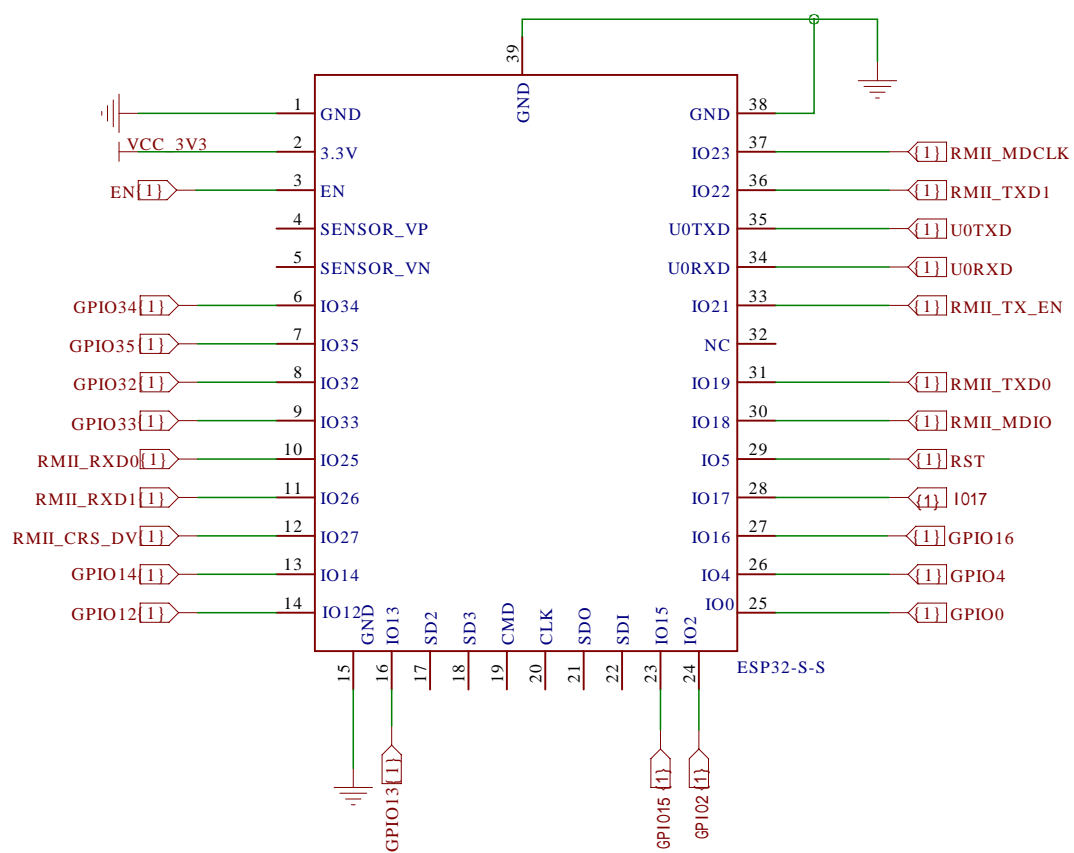 39
GND
1 GND
GND 38
VCC_3V3 2 3.3V
IO23 37 {1} RMII_MDCLK
EN {1} 3 EN
IO22 36 {1} RMII_TXD1
4 SENSOR_VP
U0TXD 35 {1} U0TXD
5 SENSOR_VN
U0RXD 34 {1} U0RXD
GPIO34 {1} 6 IO34
IO21 33 {1} RMII_TX_EN
GPIO35 {1} 7 IO35
NC 32
GPIO32 {1} 8 IO32
IO19 31 {1} RMII_TXD0
GPIO33 {1} 9 IO33
IO18 30 {1} RMII_MDIO
RMII_RXD0 {1} 10 IO25
IO5 29 {1} RST
RMII_RXD1 {1} 11 IO26
IO17 28 {1} IO17
RMII_CRS_DV {1} 12 IO27
IO16 27 {1} GPIO16
GPIO14 {1} 13 IO14
IO4 26 {1} GPIO4
GPIO12 {1} 14 IO12
IO0 25 {1} GPIO0
GND 15
IO13 16 GPIO13 {1}
SD2 17
SD3 18
CMD 19
CLK 20
SDO 21
SDI 22
IO15 23 GPIO15 {1}
IO2 24 GPIO2 {1}
ESP32-S-S